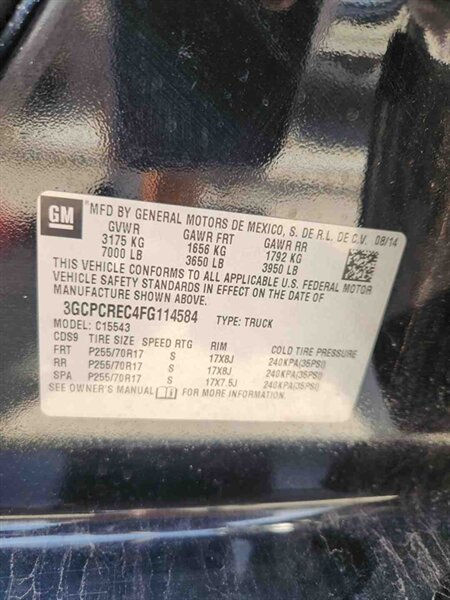 GM MFD BY GENERAL MOTORS DE MEXICO, S. DE R.L. DE C.V. 08/14
GVWR GAWR FRT GAWR RR
3175 KG 1656 KG 1792 KG
7000 LB 3650 LB 3950 LB
THIS VEHICLE CONFORMS TO ALL APPLICABLE U.S. FEDERAL MOTOR
VEHICLE SAFETY STANDARDS IN EFFECT ON THE DATE OF
MANUFACTURE SHOWN ABOVE.
3GCPCREC4FG114584 TYPE: TRUCK
MODEL: C15543
CDS9 TIRE SIZE SPEED RTG RIM COLD TIRE PRESSURE
FRT P255/70R17 S 17X8J 240KPA(35PSI)
RR P255/70R17 S 17X8J 240KPA(35PSI)
SPA P255/70R17 S 17X7.5J 240KPA(35PSI)
SEE OWNER'S MANUAL FOR MORE INFORMATION.